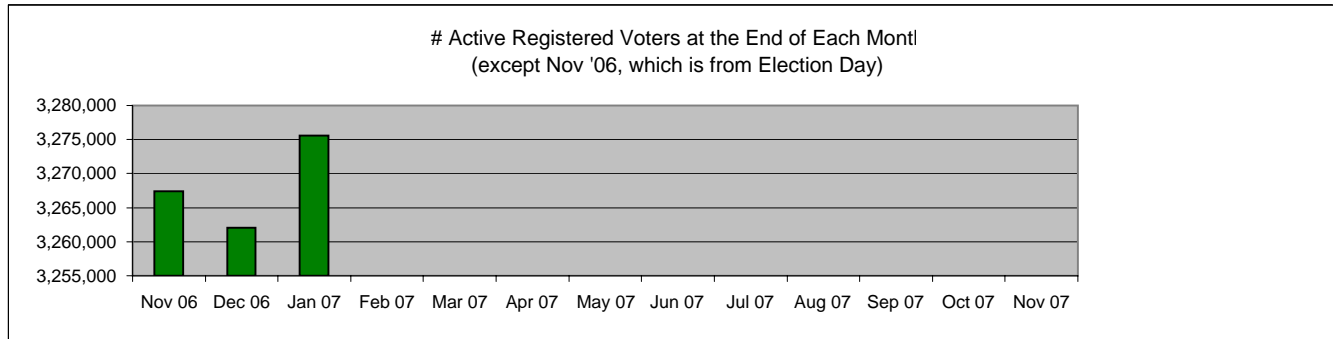 # Active Registered Voters at the End of Each Montl
(except Nov '06, which is from Election Day)
3,280,000
3,275,000
3,270,000
3,265,000
3,260,000
3,255,000
Nov 06 Dec 06 Jan 07 Feb 07 Mar 07 Apr 07 May 07 Jun 07 Jul 07 Aug 07 Sep 07 Oct 07 Nov 07